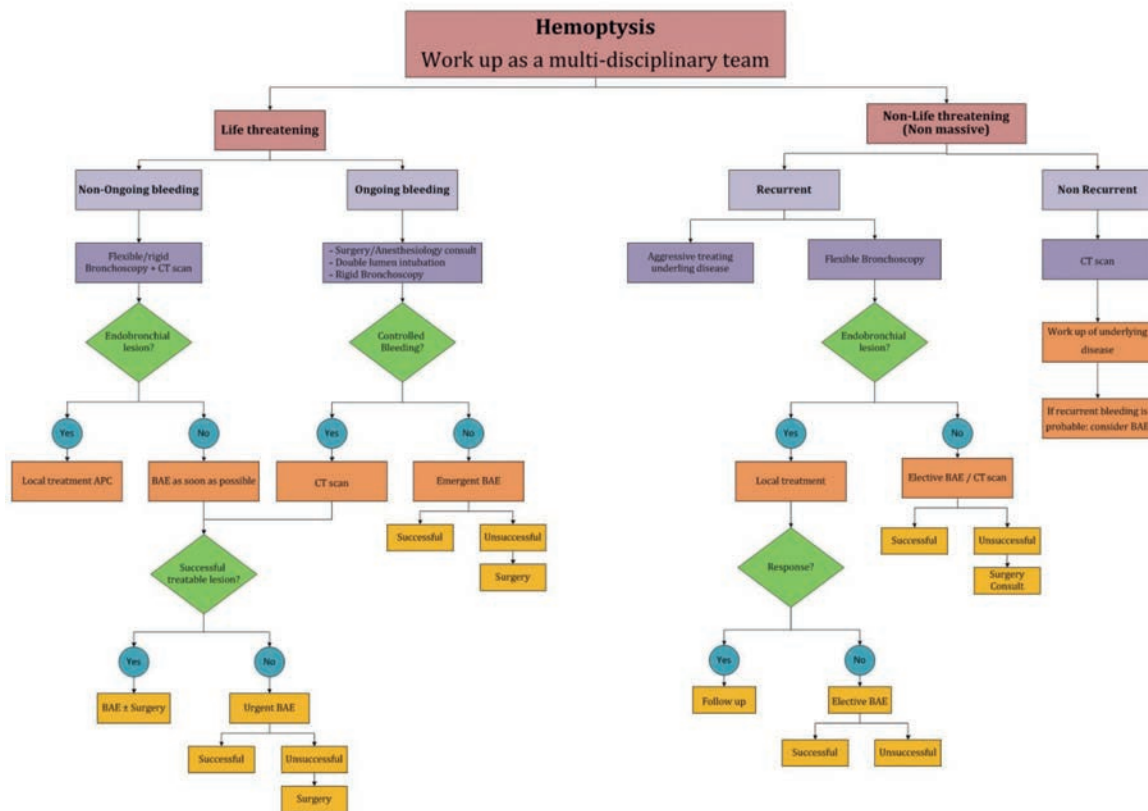 Hemoptysis
Work up as a multi-disciplinary team
Life threatening
Non-Life threatening
(Non massive)
Non-Ongoing bleeding
Ongoing bleeding
Recurrent
Non Recurrent
Flexible/rigid
Bronchoscopy + CT scan
- Surgery/Anesthesiology consult
- Double lumen intubation
- Rigid Bronchoscopy
Aggressive treating
underling disease
Flexible Bronchoscopy
CT scan
Endobronchial
lesion?
Controlled
Bleeding?
Endobronchial
lesion?
Work up of underlying
disease
If recurrent bleeding is
probable: consider BAE
Yes
No
Yes
No
Yes
No
Local treatment APC
BAE as soon as possible
CT scan
Emergent BAE
Local treatment
Elective BAE / CT scan
Successful
Unsuccessful
Surgery
Successful
Unsuccessful
Surgery
Consult
Successful
treatable lesion?
Response?
Yes
No
Yes
No
BAE ± Surgery
Urgent BAE
Follow up
Elective BAE
Successful
Unsuccessful
Surgery
Successful
Unsuccessful